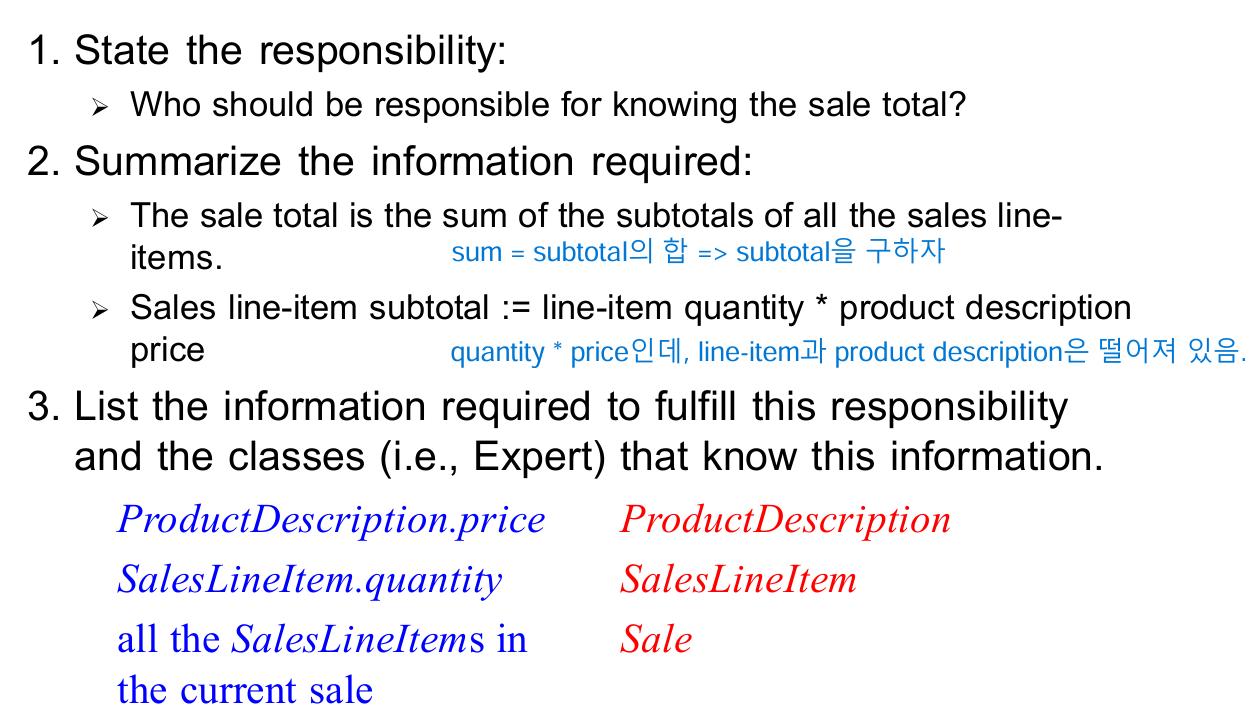 1. State the responsibility:
➢ Who should be responsible for knowing the sale total?
2. Summarize the information required:
➢ The sale total is the sum of the subtotals of all the sales line-
items.
sum = subtotal의 합 => subtotal을 구하자
➢ Sales line-item subtotal := line-item quantity * product description
price
quantity * price인데, line-item과 product description은 떨어져 있음.
3. List the information required to fulfill this responsibility
and the classes (i.e., Expert) that know this information.
ProductDescription.price ProductDescription
SalesLineItem.quantity SalesLineItem
all the SalesLineItems in Sale
the current sale